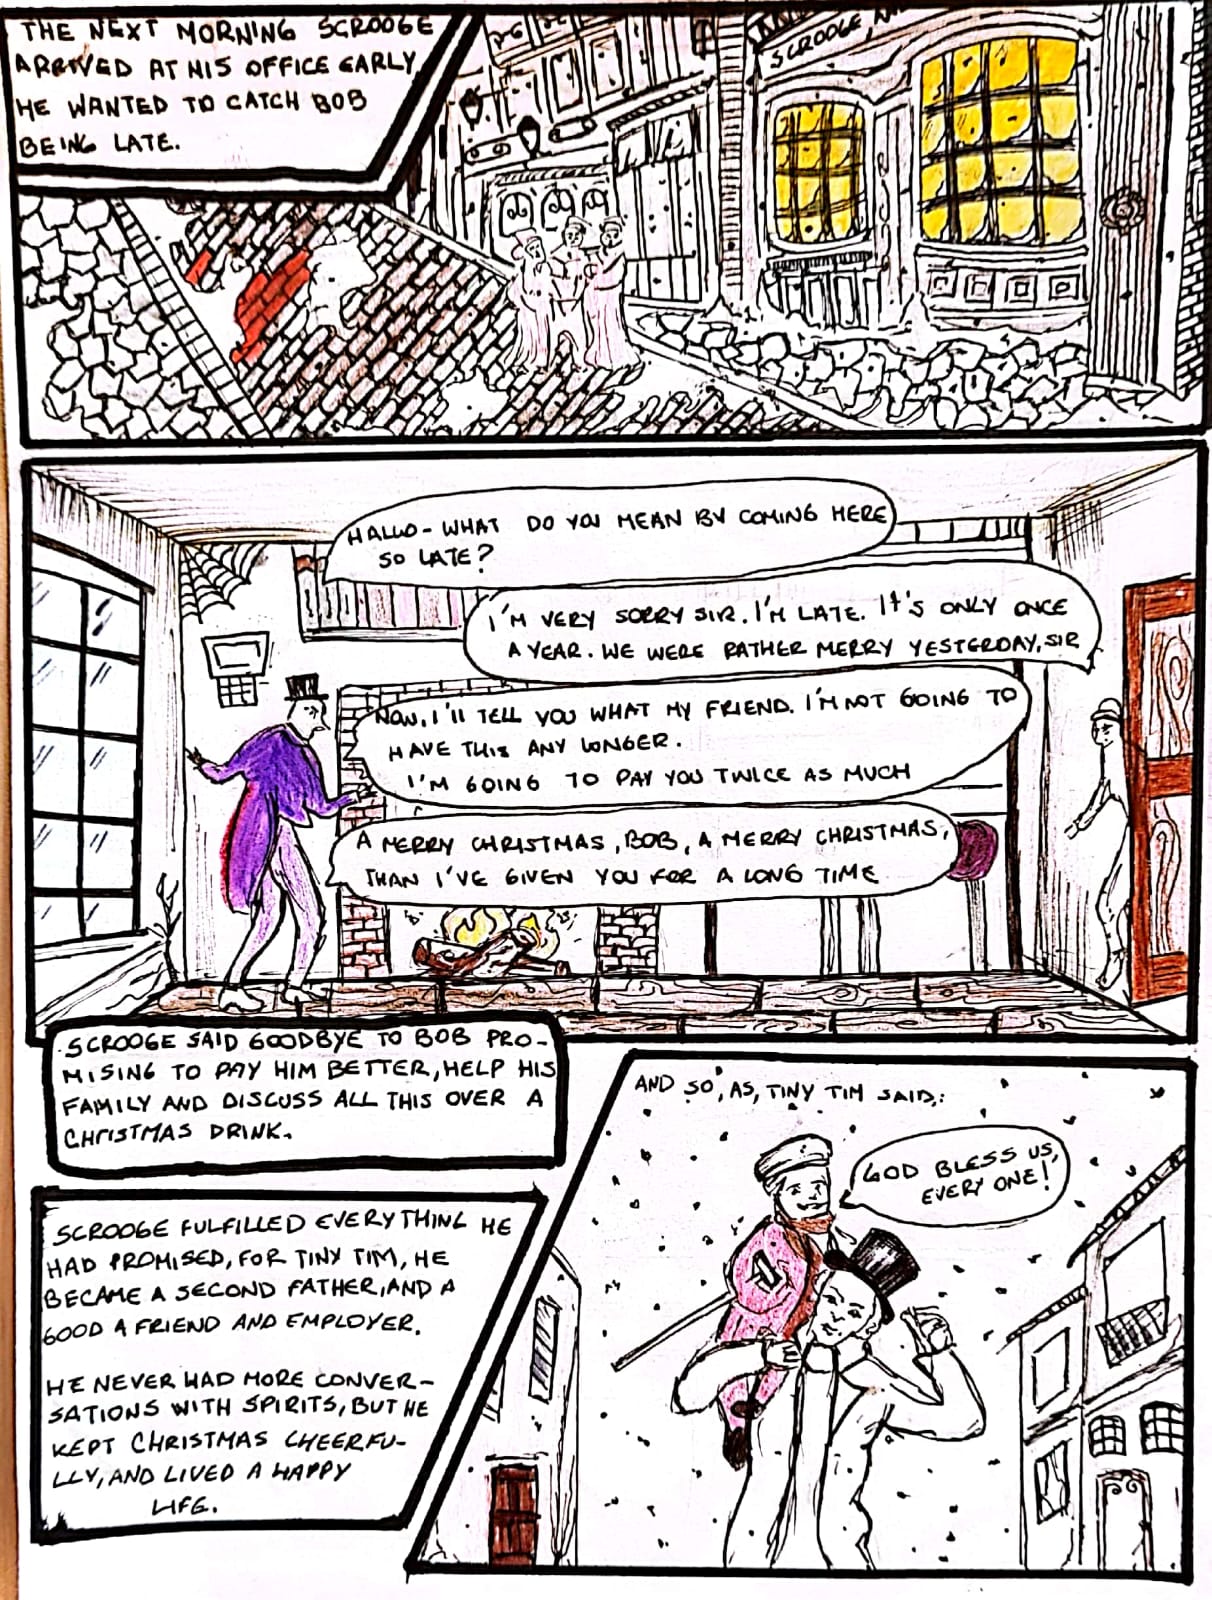 THE NEXT MORNING SCROOGE
ARRIVED AT HIS OFFICE EARLY,
HE WANTED TO CATCH BOB
BEING LATE.
SCROOGE
HALLO - WHAT DO YOU MEAN BY COMING HERE
SO LATE?
I'M VERY SORRY SIR. I'M LATE. It'S ONLY ONCE
A YEAR. WE WERE RATHER MERRY YESTERDAY, SIR
NOW, I'll TELL YOU WHAT MY FRIEND. I'M NOT GOING TO
HAVE THIS ANY LONGER.
I'M GOING TO PAY YOU TWICE AS MUCH
A MERRY CHRISTMAS, BOB, A MERRY CHRISTMAS,
THAN I'VE GIVEN YOU FOR A LONG TIME
SCROOGE SAID GOODBYE TO BOB PRO-
MISING TO PAY HIM BETTER, HELP HIS
FAMILY AND DISCUSS ALL THIS OVER A
CHRISTMAS DRINK.
AND SO, AS, TINY TIM SAID,:
GOD BLESS US,
EVERY ONE!
SCROOGE FULFILLED EVERYTHING HE
HAD PROMISED, FOR TINY TIM, HE
BECAME A SECOND FATHER, AND A
GOOD A FRIEND AND EMPLOYER.
HE NEVER HAD MORE CONVER-
SATIONS WITH SPIRITS, BUT HE
KEPT CHRISTMAS CHEERFU-
LLY, AND LIVED A HAPPY
LIFE.